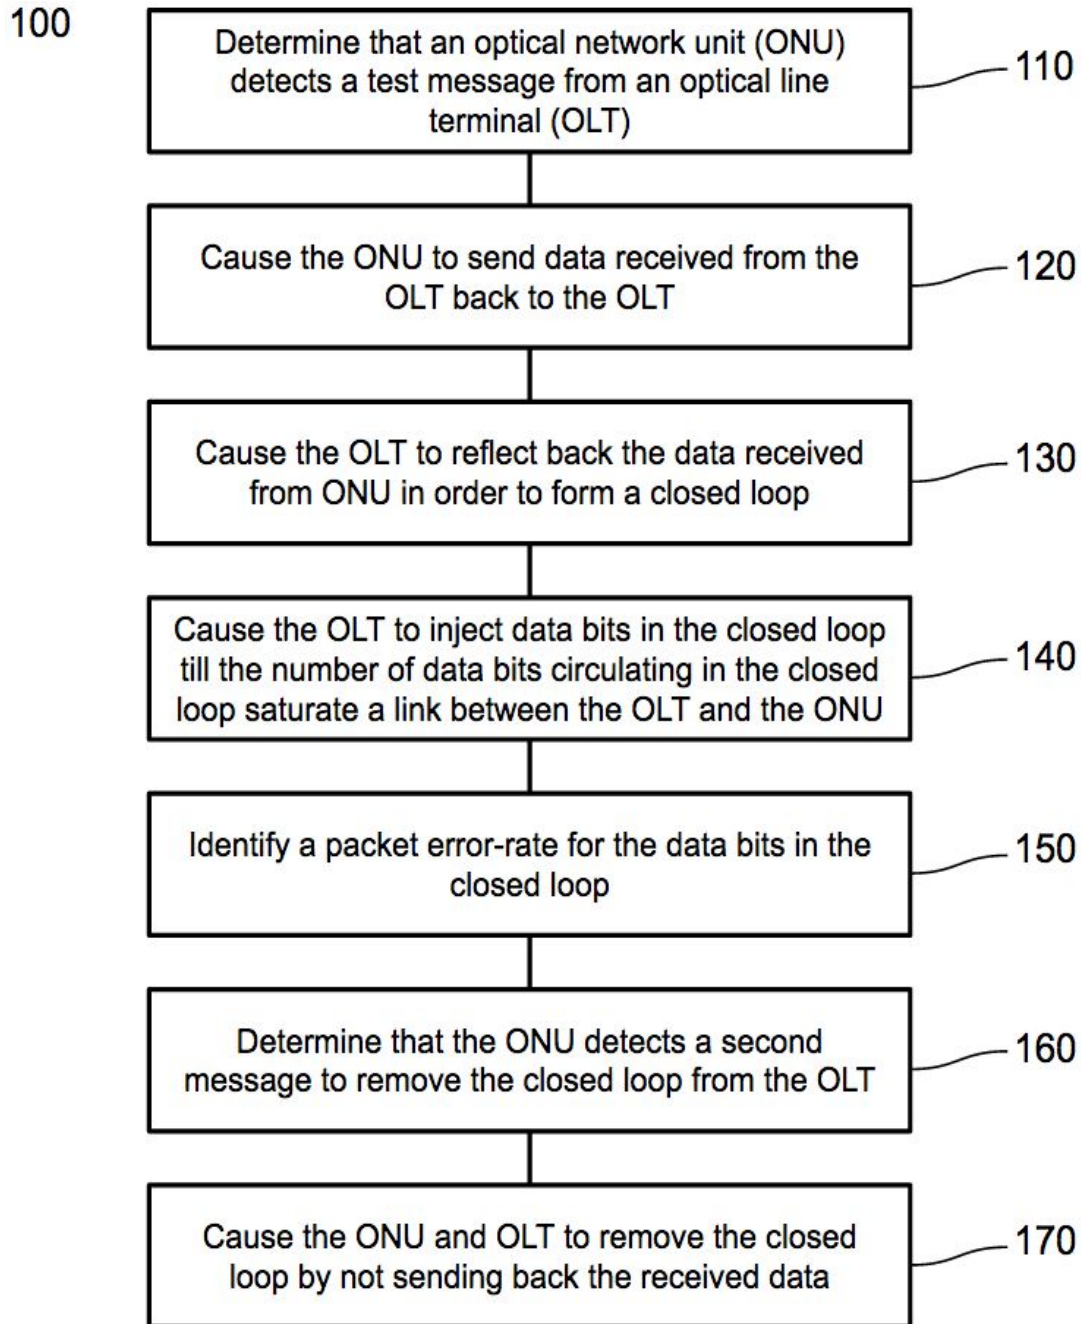 100
Determine that an optical network unit (ONU)
detects a test message from an optical line
terminal (OLT)
110
Cause the ONU to send data received from the
OLT back to the OLT
120
Cause the OLT to reflect back the data received
from ONU in order to form a closed loop
130
Cause the OLT to inject data bits in the closed loop
till the number of data bits circulating in the closed
loop saturate a link between the OLT and the ONU
140
Identify a packet error-rate for the data bits in the
closed loop
150
Determine that the ONU detects a second
message to remove the closed loop from the OLT
160
Cause the ONU and OLT to remove the closed
loop by not sending back the received data
170